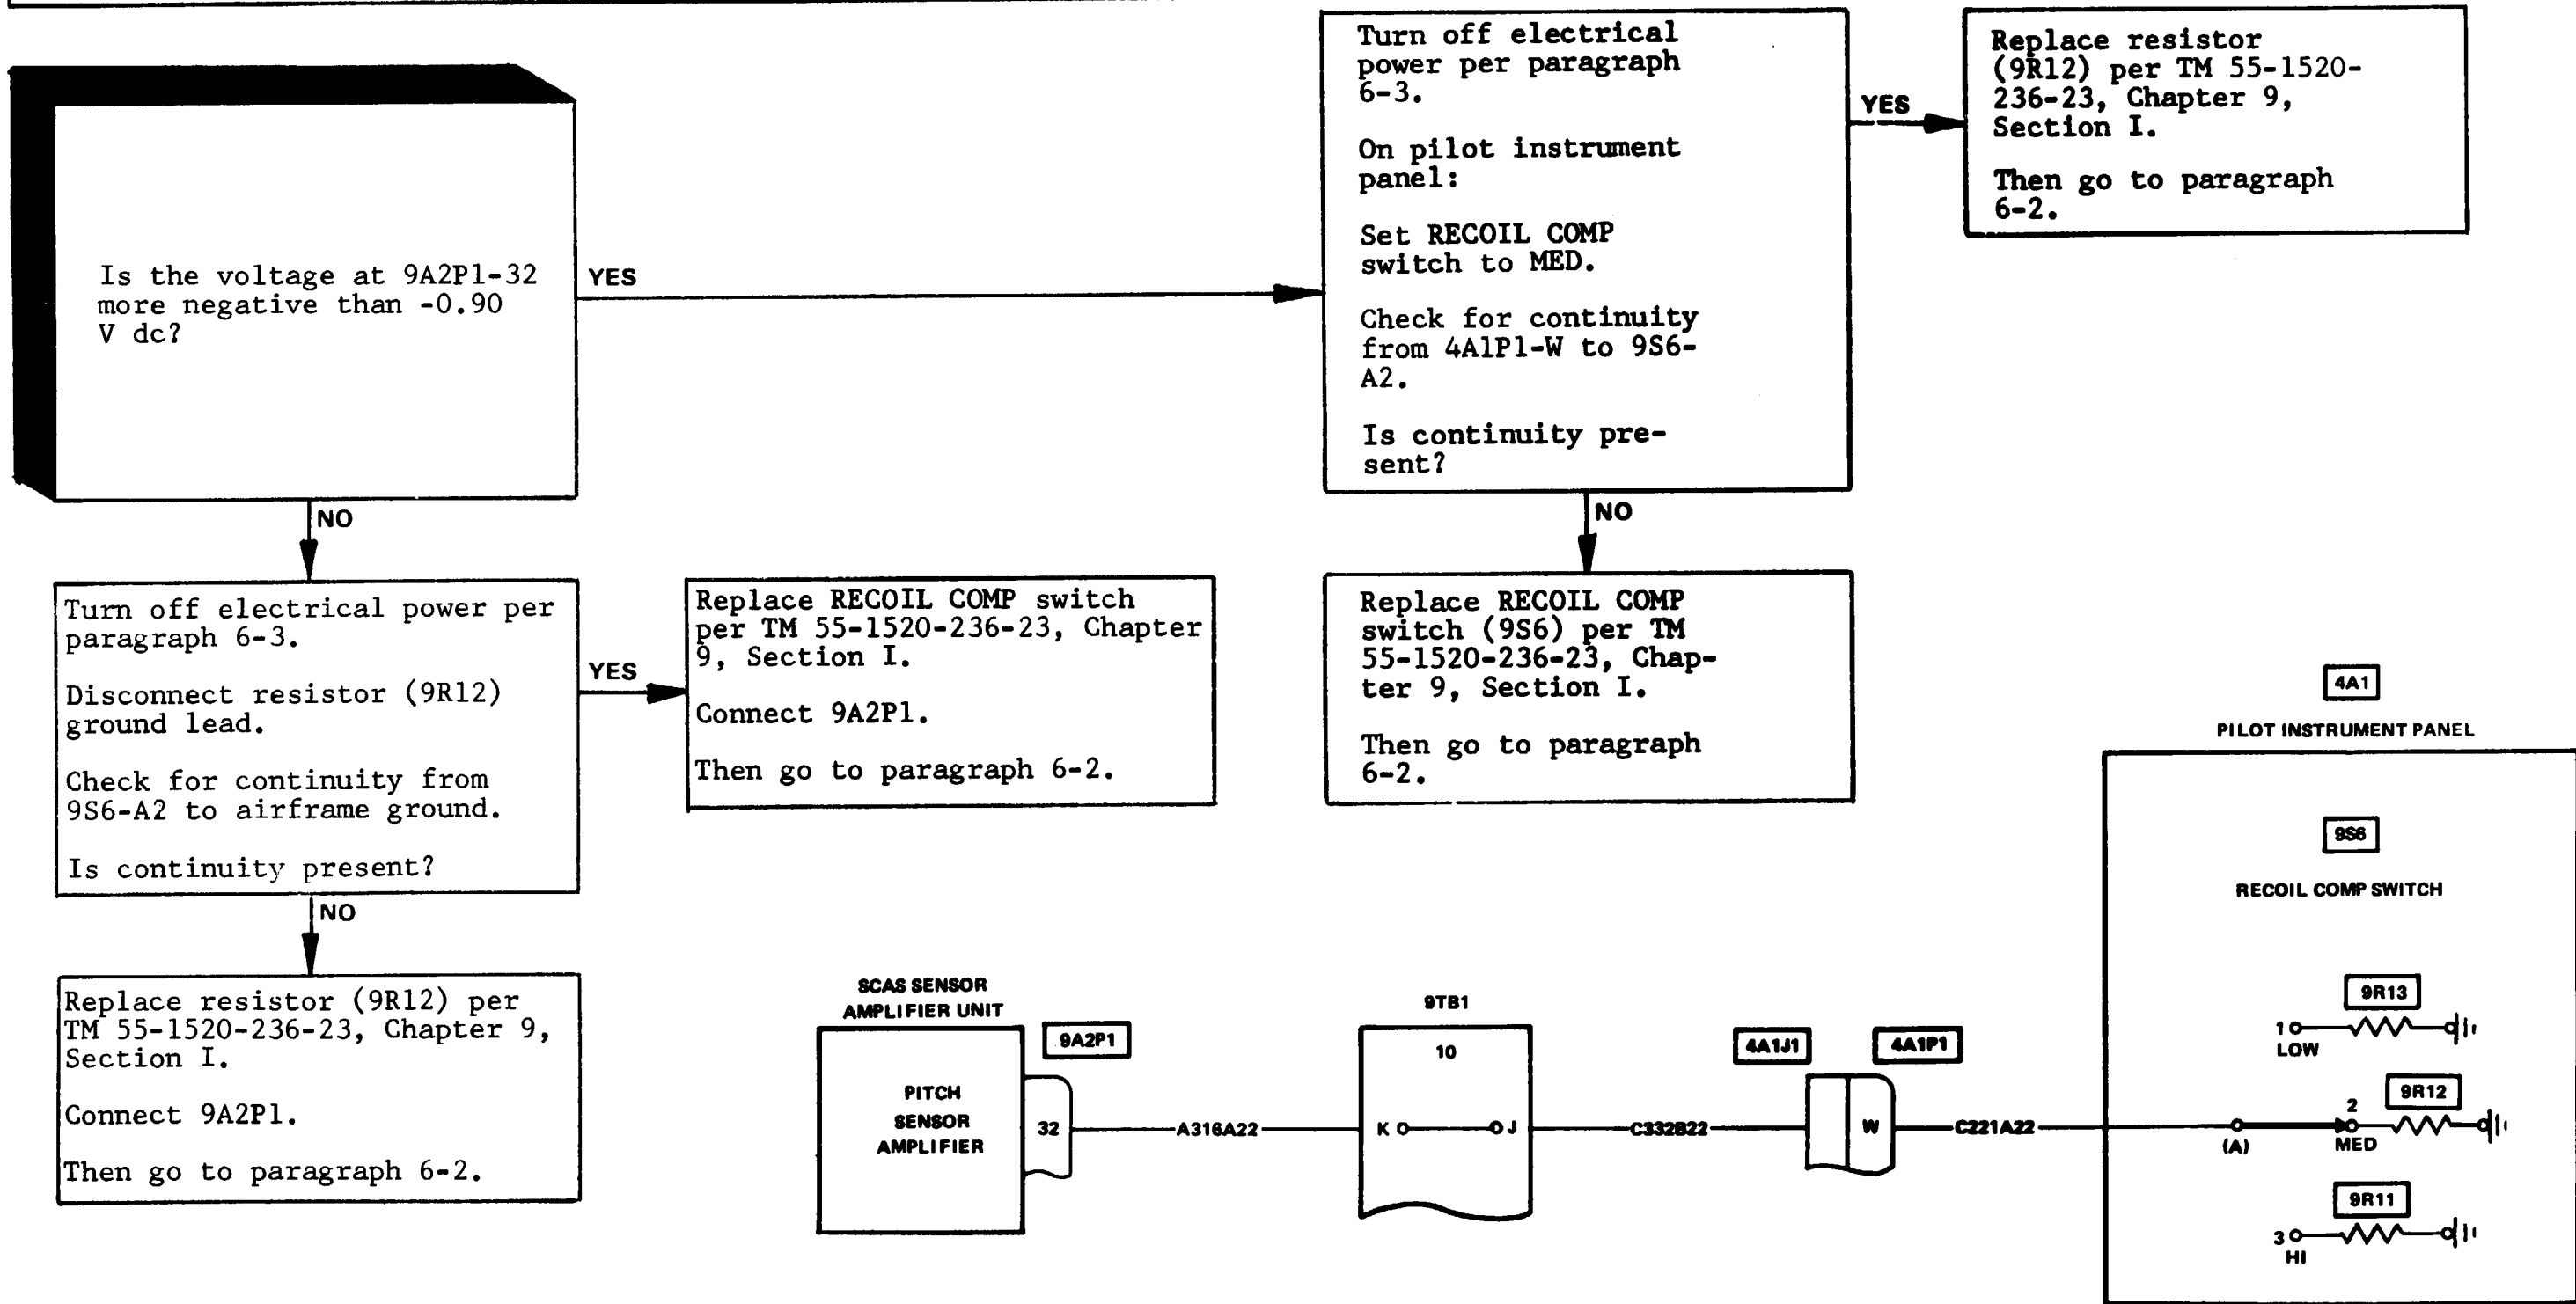 Is the voltage at 9A2P1-32
more negative than -0.90
V dc?
YES
NO
Turn off electrical
power per paragraph
6-3.
On pilot instrument
panel:
Set RECOIL COMP
switch to MED.
Check for continuity
from 4A1P1-W to 9S6-
A2.
Is continuity pre-
sent?
YES
NO
Replace resistor
(9R12) per TM 55-1520-
236-23, Chapter 9,
Section I.
Then go to paragraph
6-2.
Turn off electrical power per
paragraph 6-3.
Disconnect resistor (9R12)
ground lead.
Check for continuity from
9S6-A2 to airframe ground.
Is continuity present?
YES
NO
Replace RECOIL COMP switch
per TM 55-1520-236-23, Chapter
9, Section I.
Connect 9A2P1.
Then go to paragraph 6-2.
Replace RECOIL COMP
switch (9S6) per TM
55-1520-236-23, Chap-
ter 9, Section I.
Then go to paragraph
6-2.
Replace resistor (9R12) per
TM 55-1520-236-23, Chapter 9,
Section I.
Connect 9A2P1.
Then go to paragraph 6-2.
SCAS SENSOR
AMPLIFIER UNIT
9A2P1
PITCH
SENSOR
AMPLIFIER
32
A316A22
9TB1
10
K
J
C332B22
4A1J1
4A1P1
W
C221A22
4A1
PILOT INSTRUMENT PANEL
9S6
RECOIL COMP SWITCH
9R13
1
LOW
9R12
2
(A)
MED
9R11
3
HI